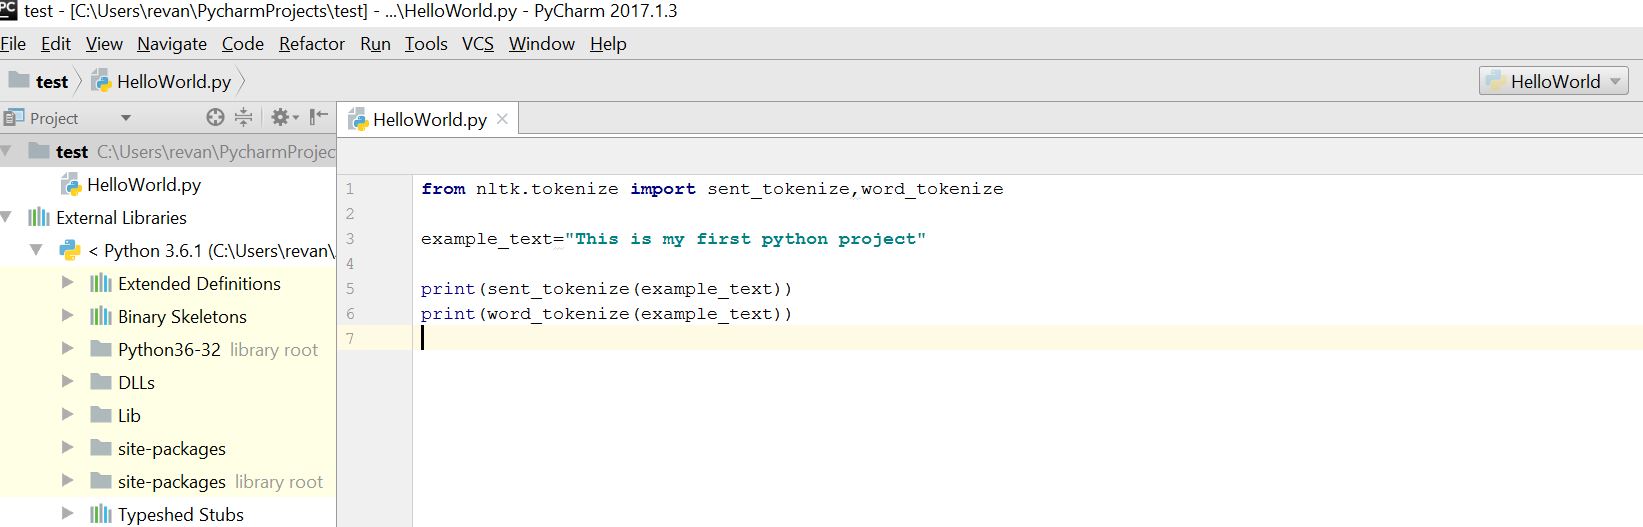 PC test - [C:\Users\revan\PycharmProjects\test] - ...\HelloWorld.py - PyCharm 2017.1.3
File Edit View Navigate Code Refactor Run Tools VCS Window Help
test HelloWorld.py HelloWorld
Project HelloWorld.py
test C:\Users\revan\PycharmProjec
HelloWorld.py
External Libraries
< Python 3.6.1 (C:\Users\revan\.
Extended Definitions
Binary Skeletons
Python36-32 library root
DLLs
Lib
site-packages
site-packages library root
Typeshed Stubs
1 from nltk.tokenize import sent_tokenize,word_tokenize
2
3 example_text="This is my first python project"
4
5 print(sent_tokenize(example_text))
6 print(word_tokenize(example_text))
7